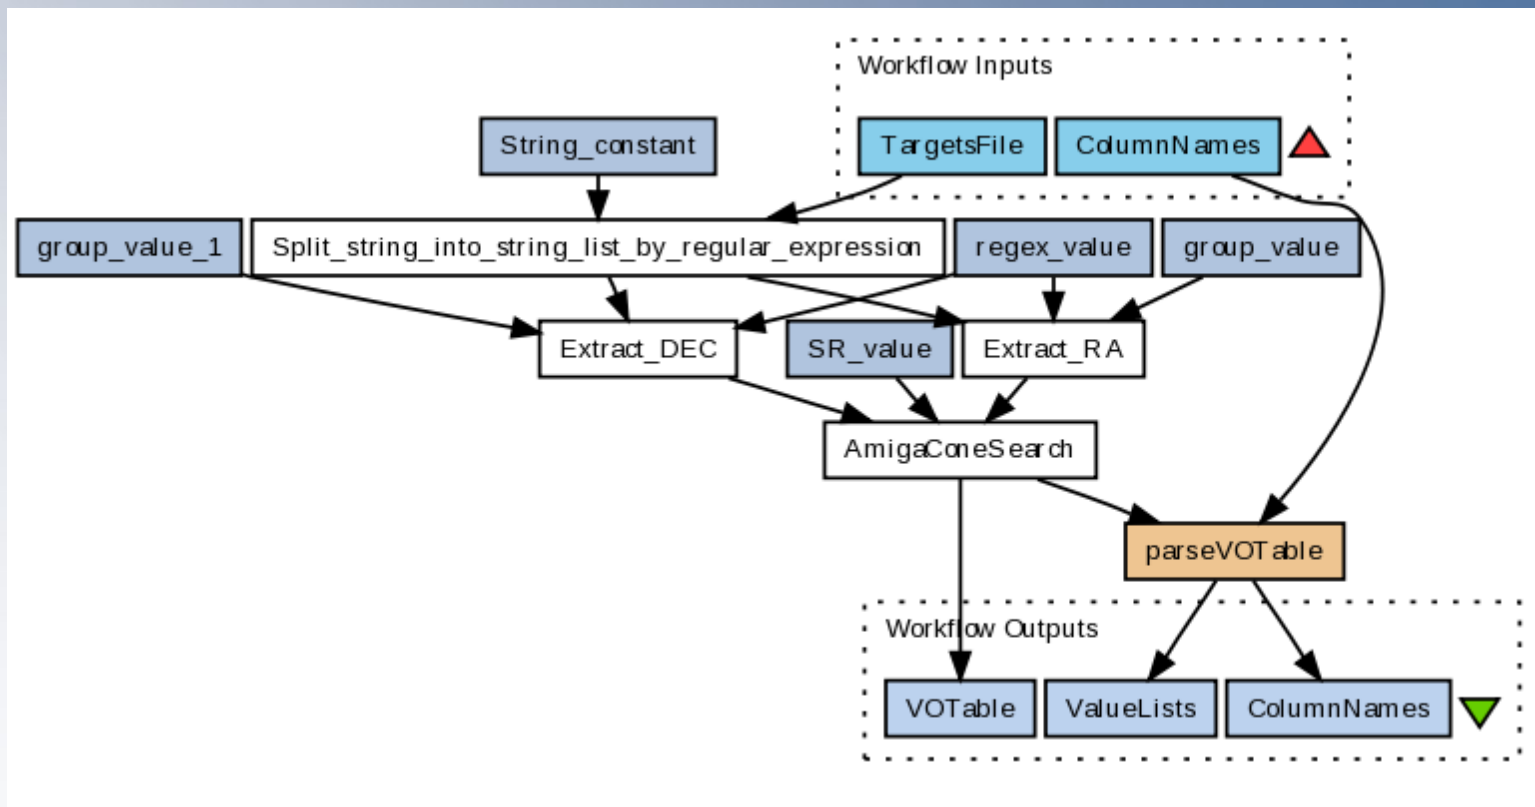 Workflow Inputs
String_constant
TargetsFile
ColumnNames
group_value_1
Split_string_into_string_list_by_regular_expression
regex_value
group_value
Extract_DEC
SR_value
Extract_RA
AmigaConeSearch
parseVOTable
Workflow Outputs
VOTable
ValueLists
ColumnNames